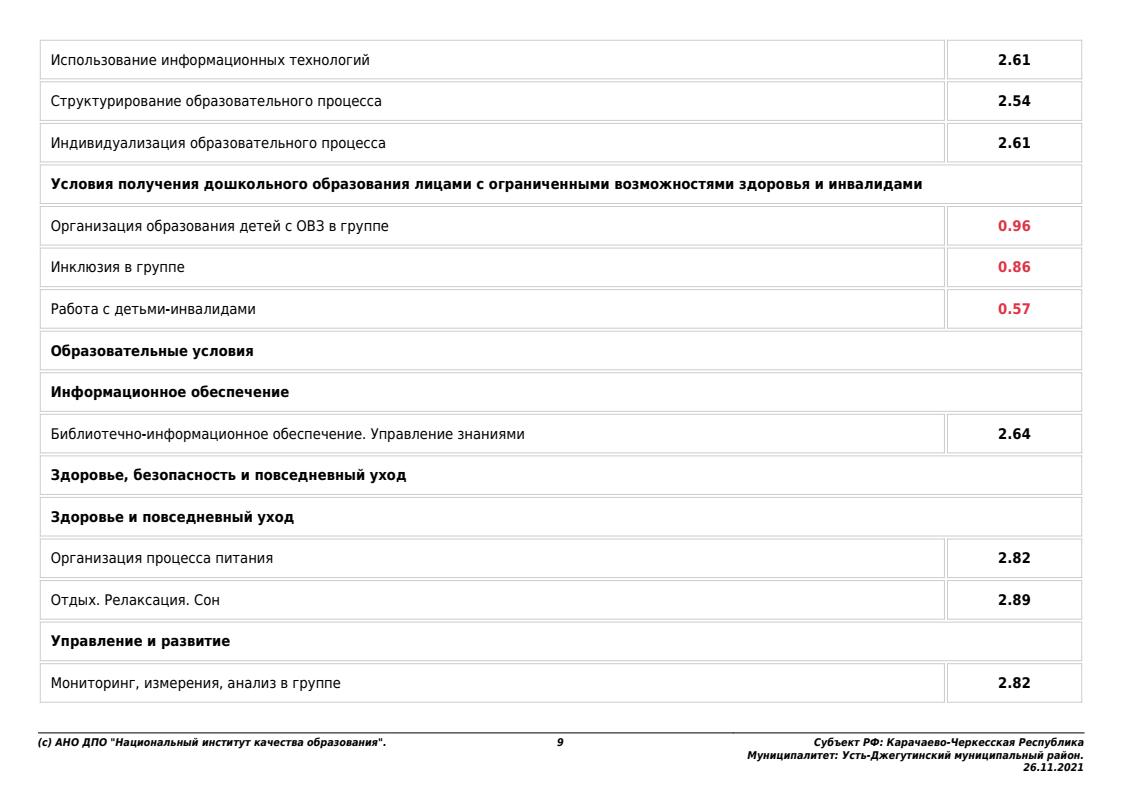 Использование информационных технологий 2.61
Структурирование образовательного процесса 2.54
Индивидуализация образовательного процесса 2.61
Условия получения дошкольного образования лицами с ограниченными возможностями здоровья и инвалидами
Организация образования детей с ОВЗ в группе 0.96
Инклюзия в группе 0.86
Работа с детьми-инвалидами 0.57
Образовательные условия
Информационное обеспечение
Библиотечно-информационное обеспечение. Управление знаниями 2.64
Здоровье, безопасность и повседневный уход
Здоровье и повседневный уход
Организация процесса питания 2.82
Отдых. Релаксация. Сон 2.89
Управление и развитие
Мониторинг, измерения, анализ в группе 2.82
(c) АНО ДПО "Национальный институт качества образования". 9 Субъект РФ: Карачаево-Черкесская Республика
Муниципалитет: Усть-Джегутинский муниципальный район.
26.11.2021